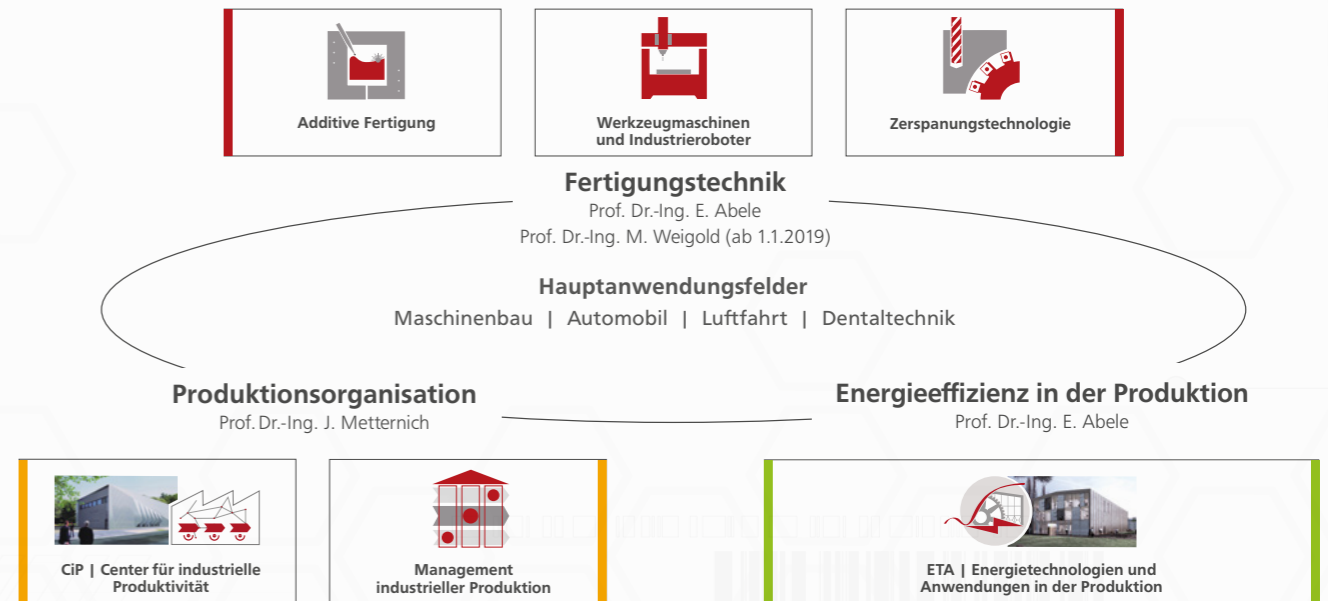 Additive Fertigung
Werkzeugmaschinen
und Industrieroboter
Zerspanungstechnologie
Fertigungstechnik
Prof. Dr.-Ing. E. Abele
Prof. Dr.-Ing. M. Weigold (ab 1.1.2019)
Hauptanwendungsfelder
Maschinenbau | Automobil | Luftfahrt | Dentaltechnik
Produktionsorganisation
Prof. Dr.-Ing. J. Metternich
Energieeffizienz in der Produktion
Prof. Dr.-Ing. E. Abele
CiP | Center für industrielle
Produktivität
Management
industrieller Produktion
ETA | Energietechnologien und
Anwendungen in der Produktion